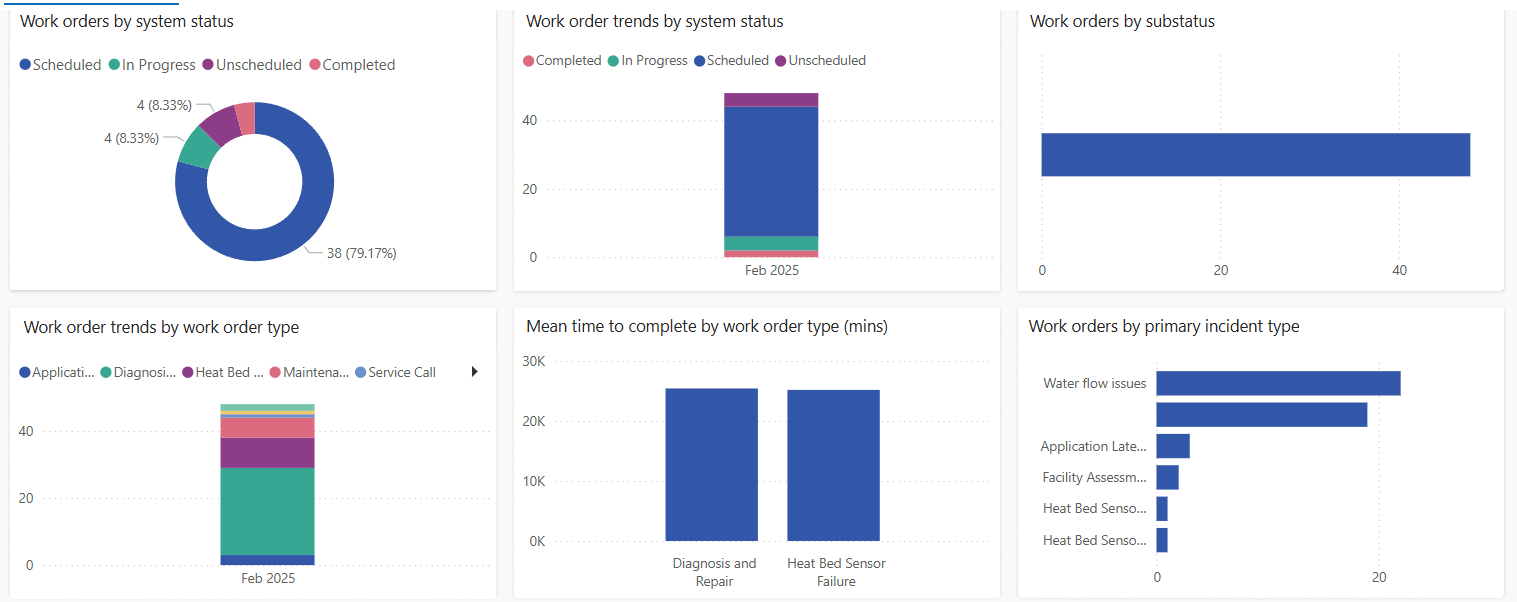 Work orders by system status
Scheduled In Progress Unscheduled Completed
4 (8.33%)
4 (8.33%)
38 (79.17%)
Work order trends by system status
Completed In Progress Scheduled Unscheduled
40
20
0
Feb 2025
Work orders by substatus
0 20 40
Work order trends by work order type
Applicati... Diagnosi... Heat Bed ... Maintena... Service Call
40
20
0
Feb 2025
Mean time to complete by work order type (mins)
30K
20K
10K
0K
Diagnosis and
Repair
Heat Bed Sensor
Failure
Work orders by primary incident type
Water flow issues
Application Late...
Facility Assessm...
Heat Bed Senso...
Heat Bed Senso...
0 20